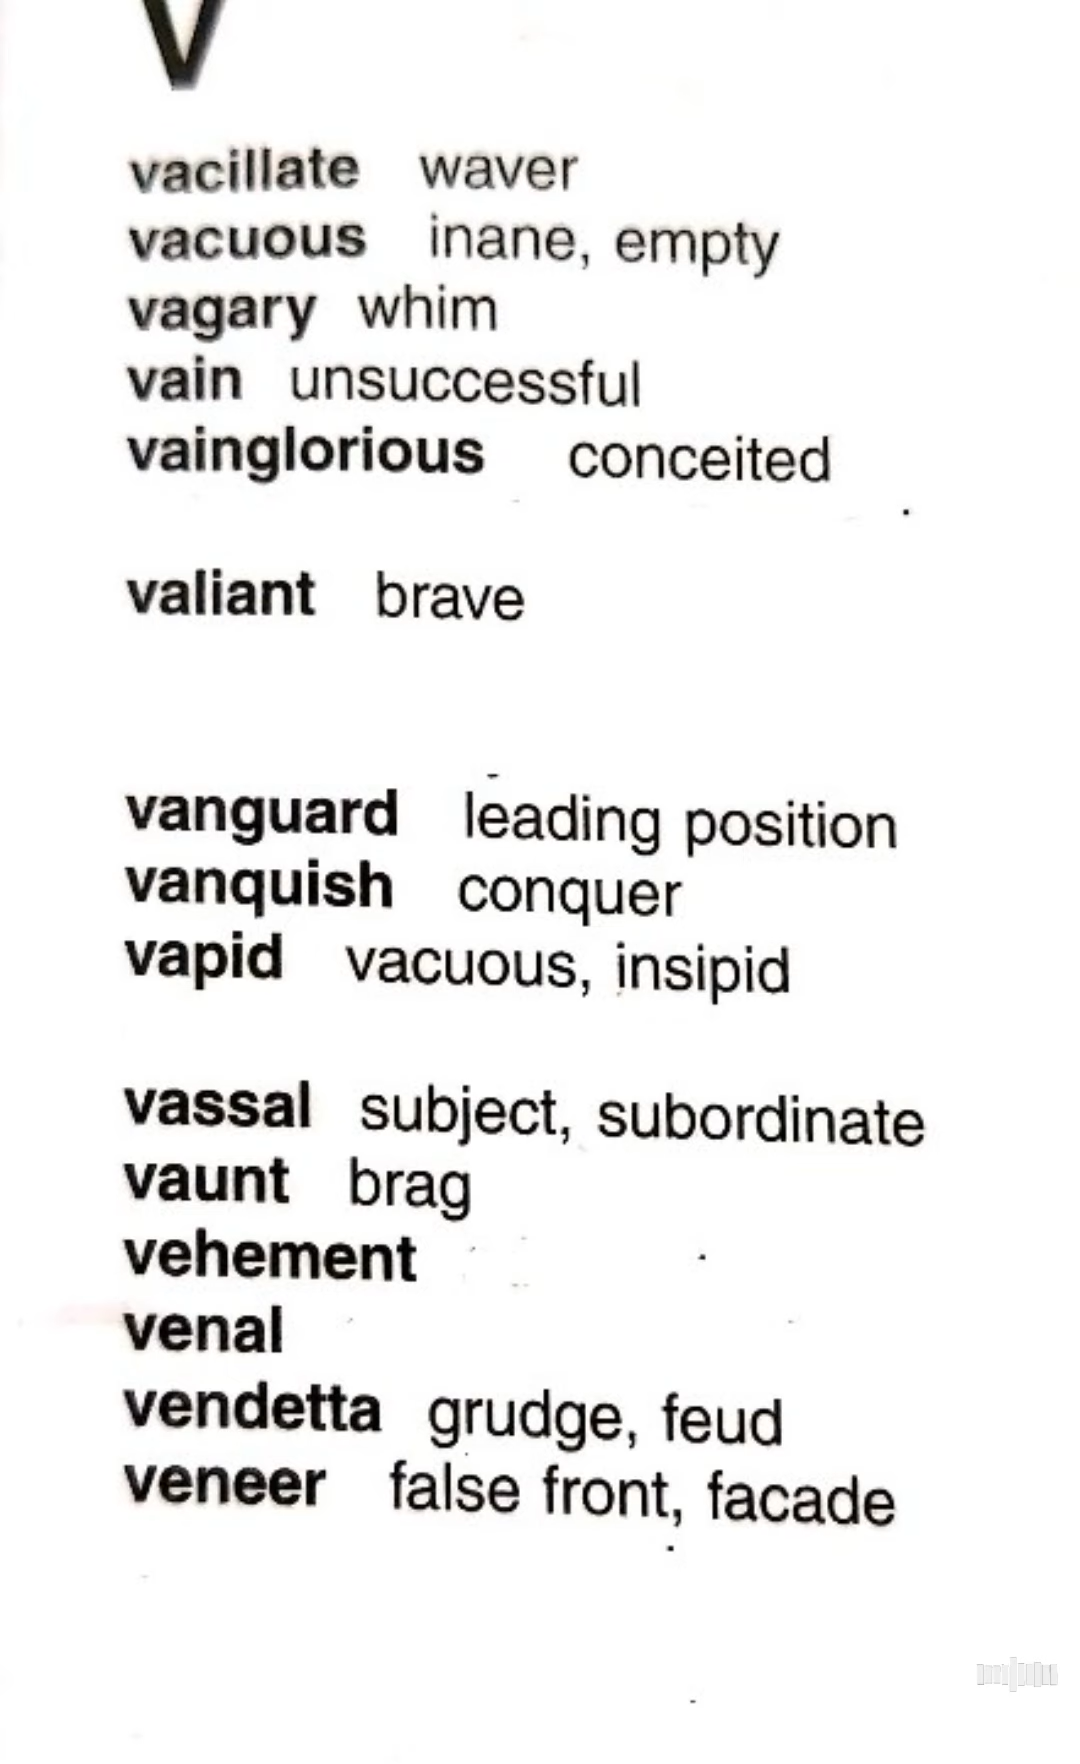 V
vacillate waver
vacuous inane, empty
vagary whim
vain unsuccessful
vainglorious conceited
valiant brave
vanguard leading position
vanquish conquer
vapid vacuous, insipid
vassal subject, subordinate
vaunt brag
vehement
venal
vendetta grudge, feud
veneer false front, facade